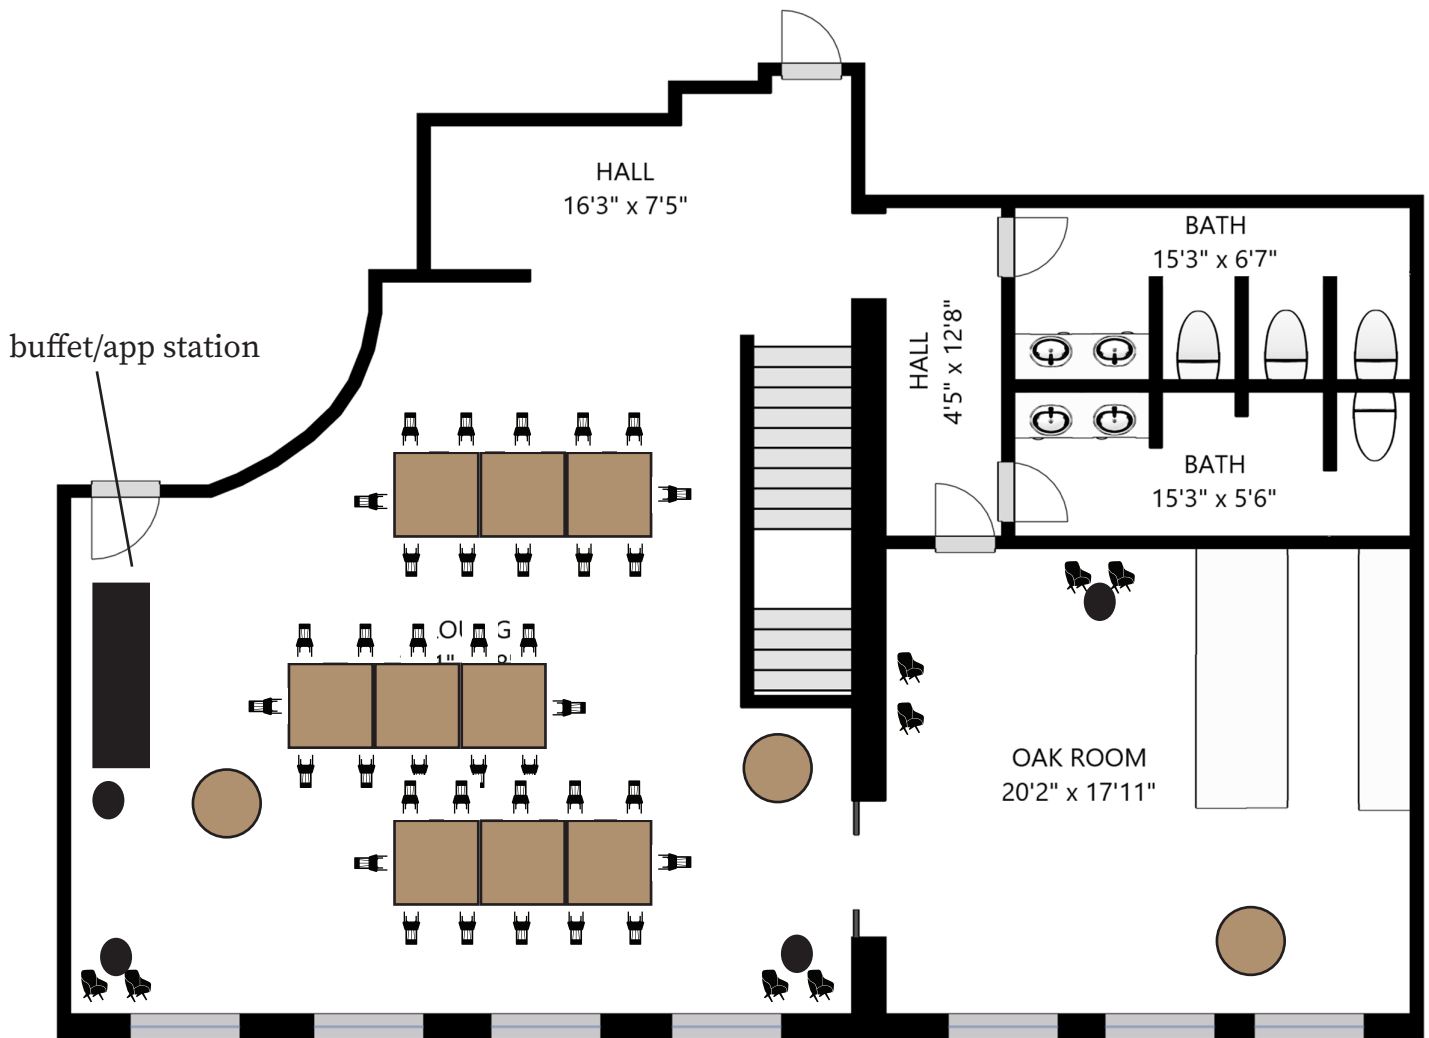 HALL
16'3" x 7'5"
BATH
15'3" x 6'7"
buffet/app station
HALL
4'5" x 12'8"
BATH
15'3" x 5'6"
OAK ROOM
20'2" x 17'11"